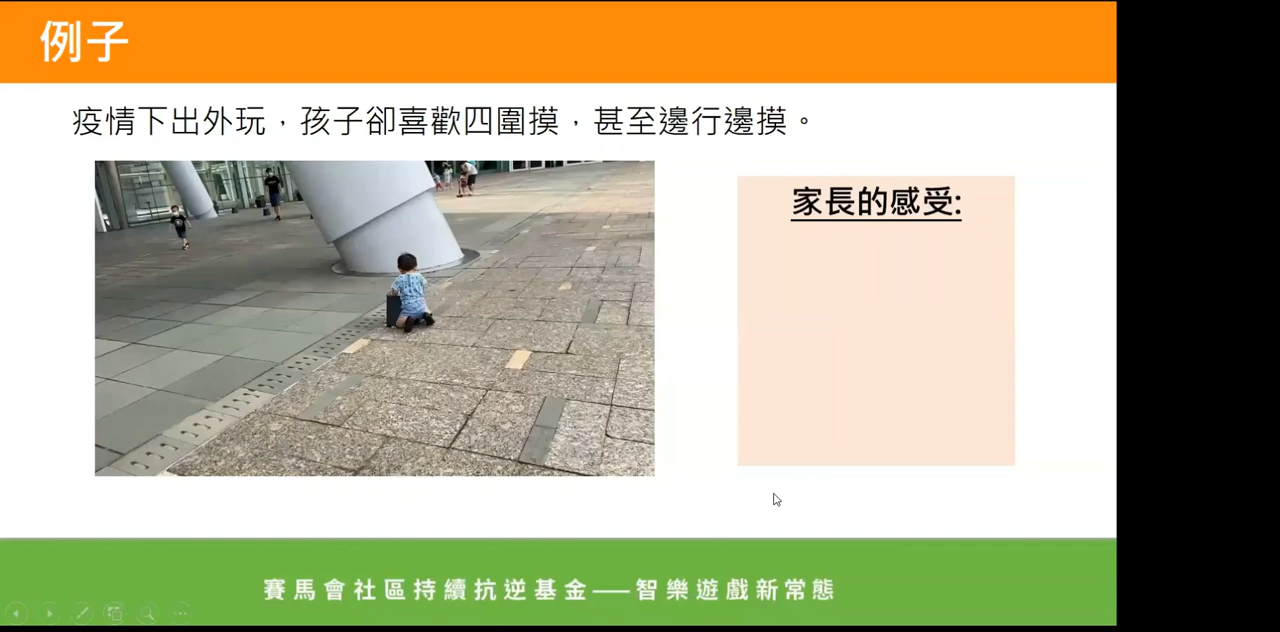 例子
疫情下出外玩，孩子卻喜歡四圍摸，甚至邊行邊摸。
家長的感受:
賽馬會社區持續抗逆基金——智樂遊戲新常態